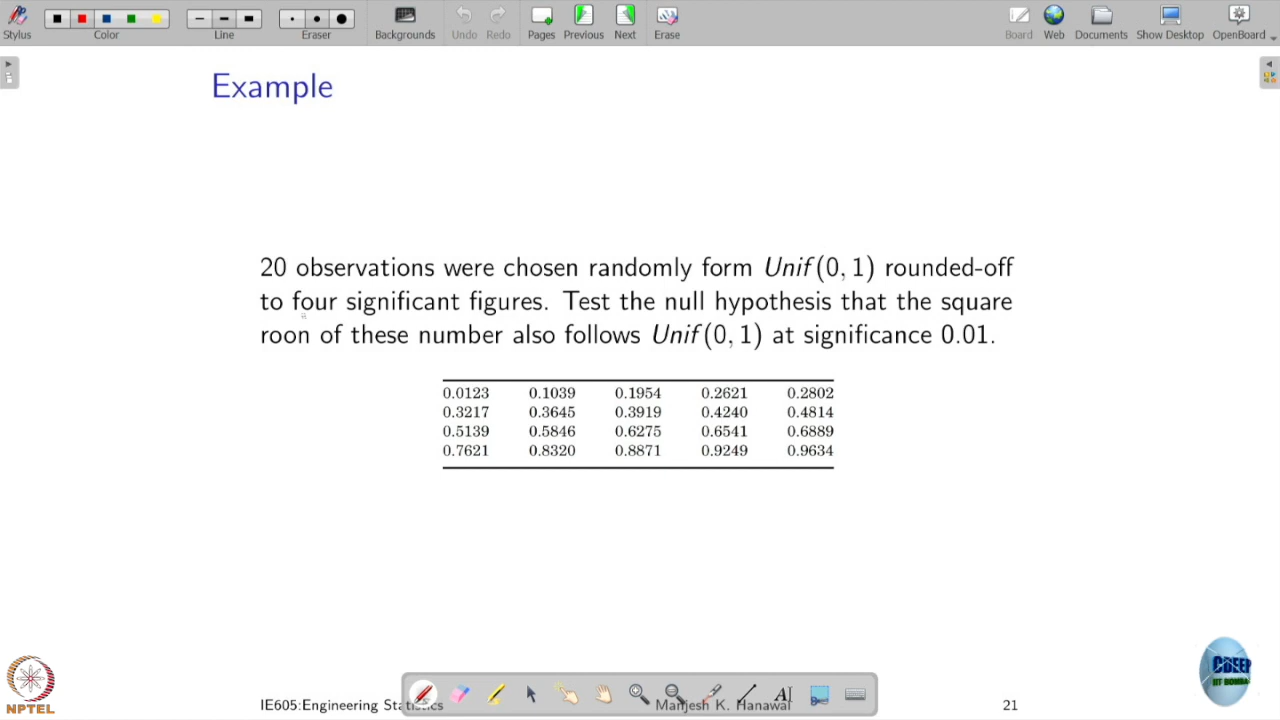 Stylus Color Line Eraser Backgrounds Undo Redo Pages Previous Next Erase Board Web Documents Show Desktop OpenBoard
Example
20 observations were chosen randomly form Unif(0, 1) rounded-off
to four significant figures. Test the null hypothesis that the square
roon of these number also follows Unif(0, 1) at significance 0.01.
0.0123 0.1039 0.1954 0.2621 0.2802
0.3217 0.3645 0.3919 0.4240 0.4814
0.5139 0.5846 0.6275 0.6541 0.6889
0.7621 0.8320 0.8871 0.9249 0.9634
NPTEL
IE605:Engineering Statistics Manjesh K. Hanawal 21
CDEEP
IIT BOMBAY